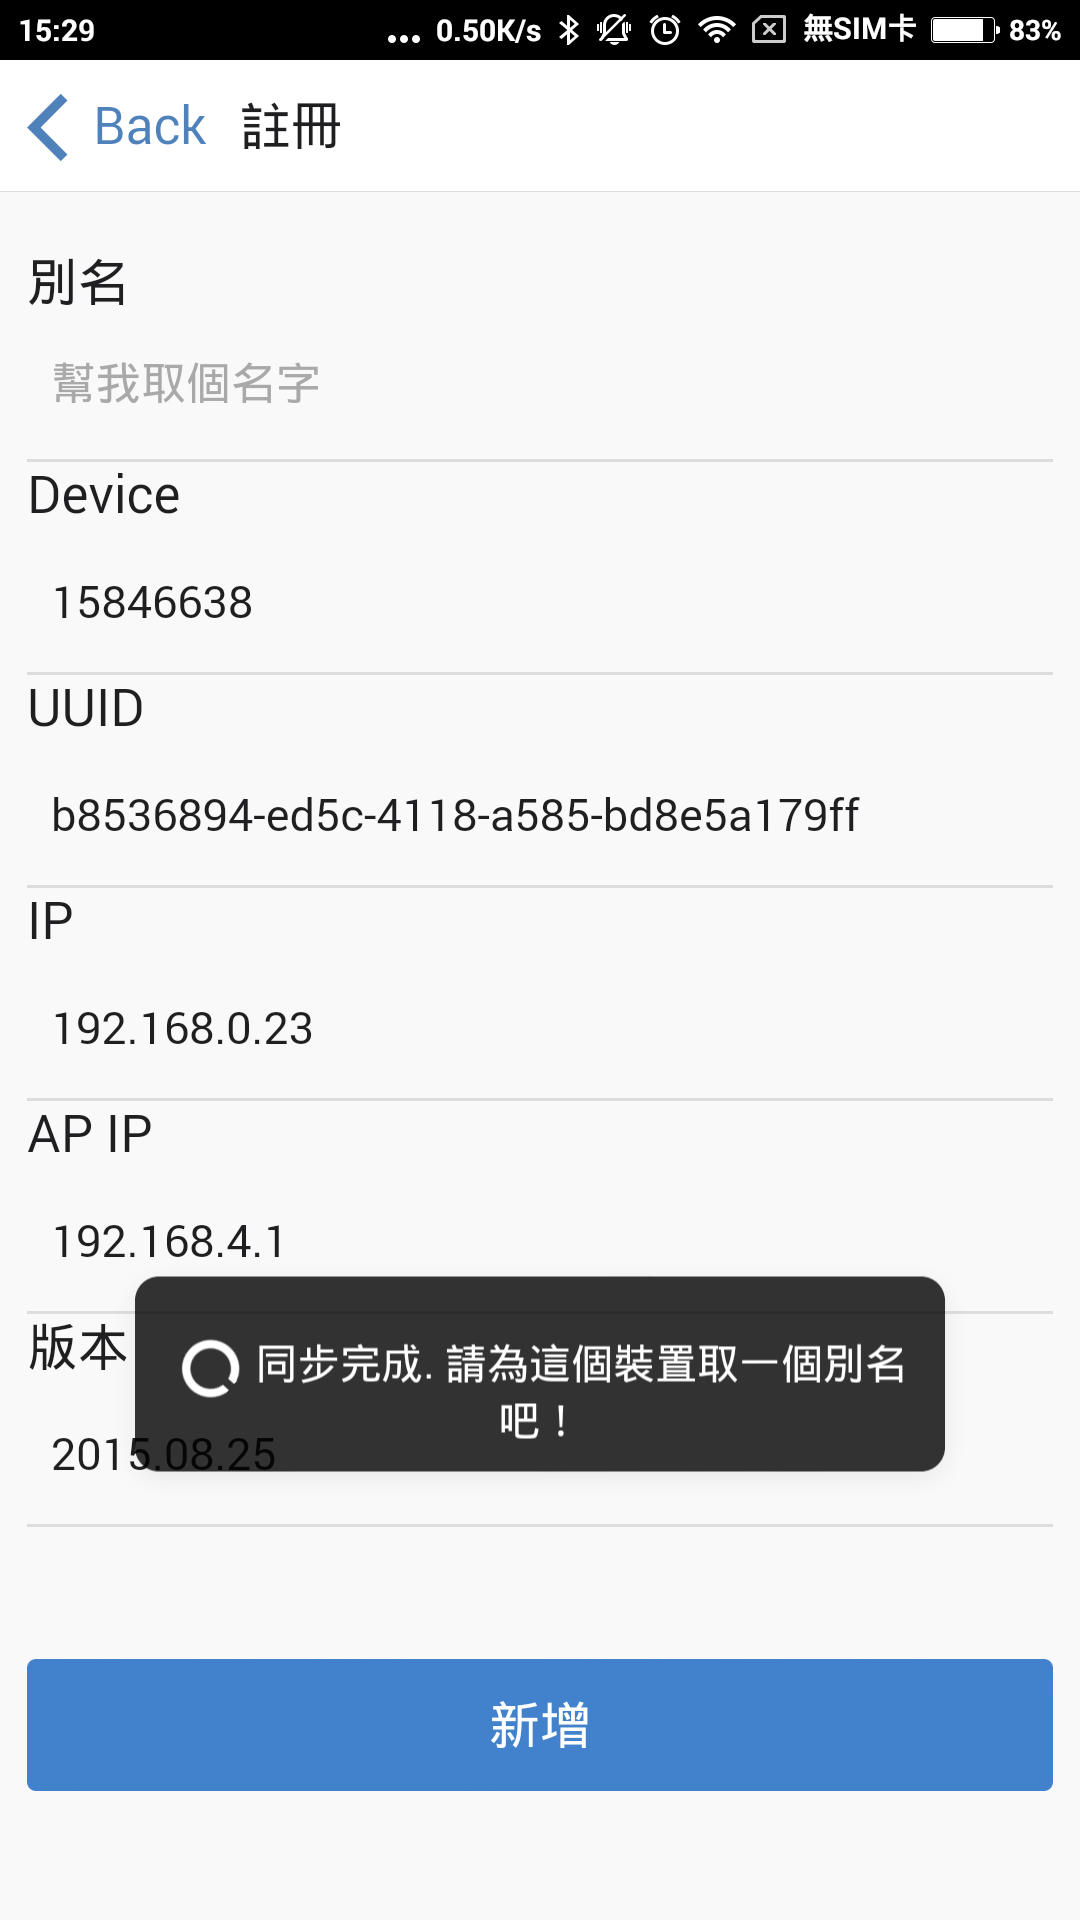 15:29 ... 0.50K/s 無SIM卡 83%
Back 註冊
別名
幫我取個名字
Device
15846638
UUID
b8536894-ed5c-4118-a585-bd8e5a179ff
IP
192.168.0.23
AP IP
192.168.4.1
版本
同步完成. 請為這個裝置取一個別名
吧！
2015.08.25
新增